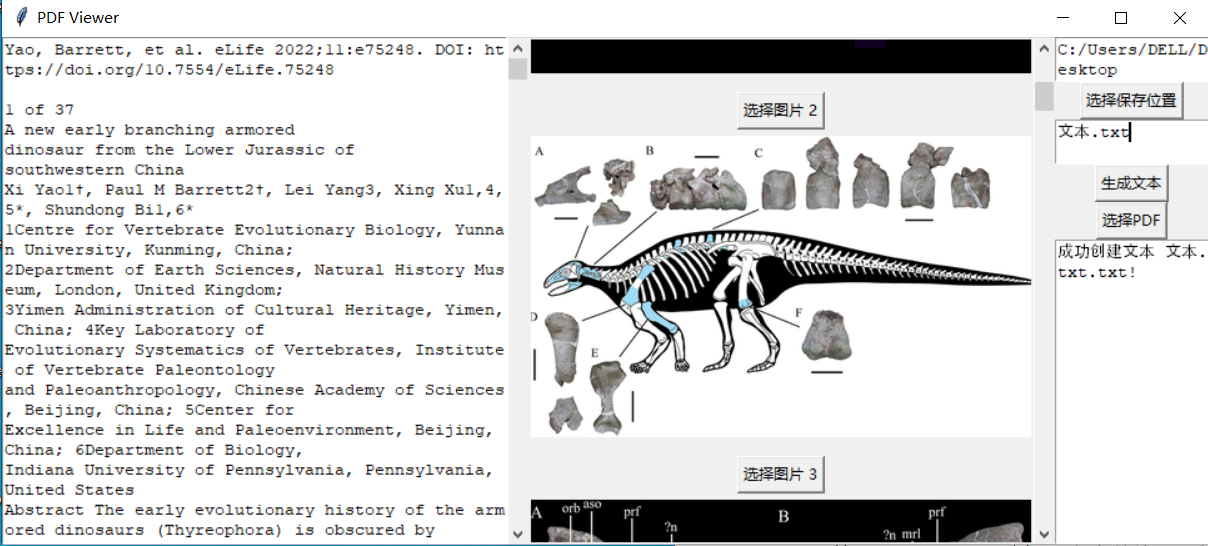 PDF Viewer
Yao, Barrett, et al. eLife 2022;11:e75248. DOI: ht
tps://doi.org/10.7554/eLife.75248
1 of 37
A new early branching armored
dinosaur from the Lower Jurassic of
southwestern China
Xi Yao1†, Paul M Barrett2†, Lei Yang3, Xing Xu1,4,
5*, Shundong Bi1,6*
1Centre for Vertebrate Evolutionary Biology, Yunna
n University, Kunming, China;
2Department of Earth Sciences, Natural History Mus
eum, London, United Kingdom;
3Yimen Administration of Cultural Heritage, Yimen,
China; 4Key Laboratory of
Evolutionary Systematics of Vertebrates, Institute
of Vertebrate Paleontology
and Paleoanthropology, Chinese Academy of Sciences
, Beijing, China; 5Center for
Excellence in Life and Paleoenvironment, Beijing,
China; 6Department of Biology,
Indiana University of Pennsylvania, Pennsylvania,
United States
Abstract The early evolutionary history of the arm
ored dinosaurs (Thyreophora) is obscured by
选择图片 2
A
B
C
D
E
F
选择图片 3
A
orb
aso
prf
?n
B
?n
mrl
prf
C:/Users/DELL/D
esktop
选择保存位置
文本.txt
生成文本
选择PDF
成功创建文本 文本.
txt.txt!